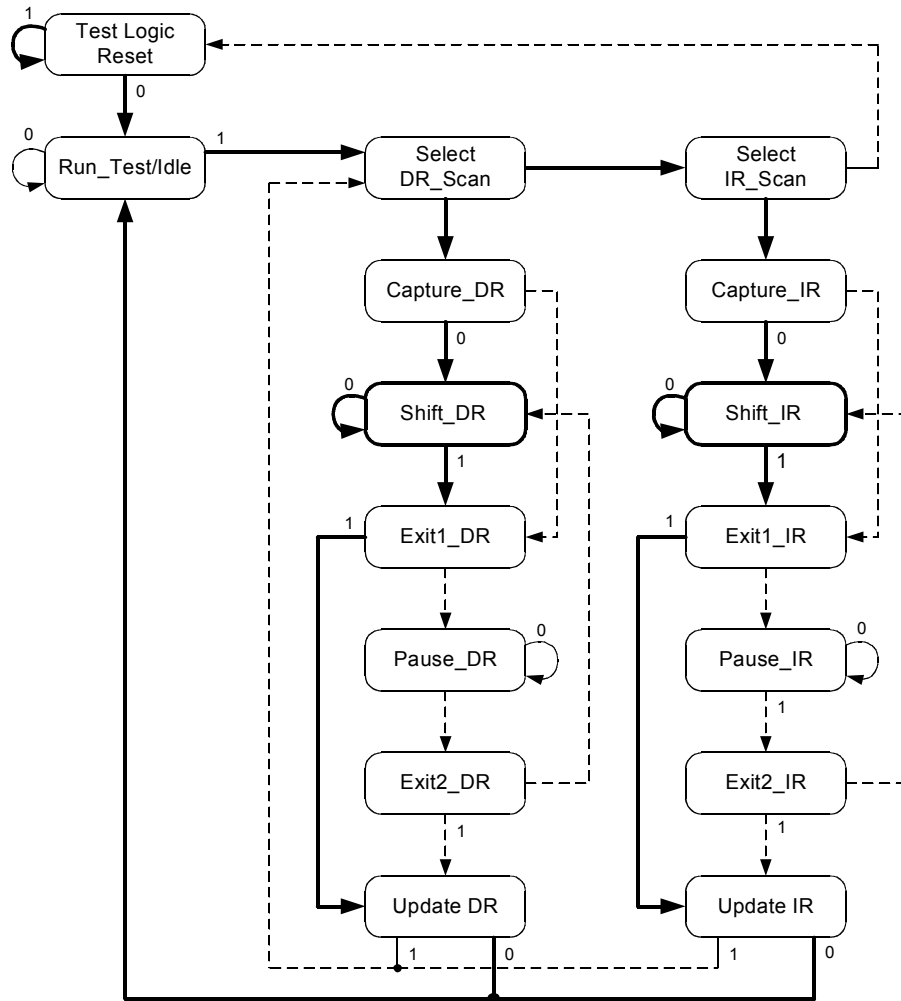 1
Test Logic
Reset
0
0
Run_Test/Idle
1
Select
DR_Scan
Select
IR_Scan
Capture_DR
Capture_IR
0
0
0
Shift_DR
0
Shift_IR
1
1
1
Exit1_DR
1
Exit1_IR
Pause_DR
0
Pause_IR
0
1
Exit2_DR
Exit2_IR
1
1
Update DR
Update IR
1
0
1
0